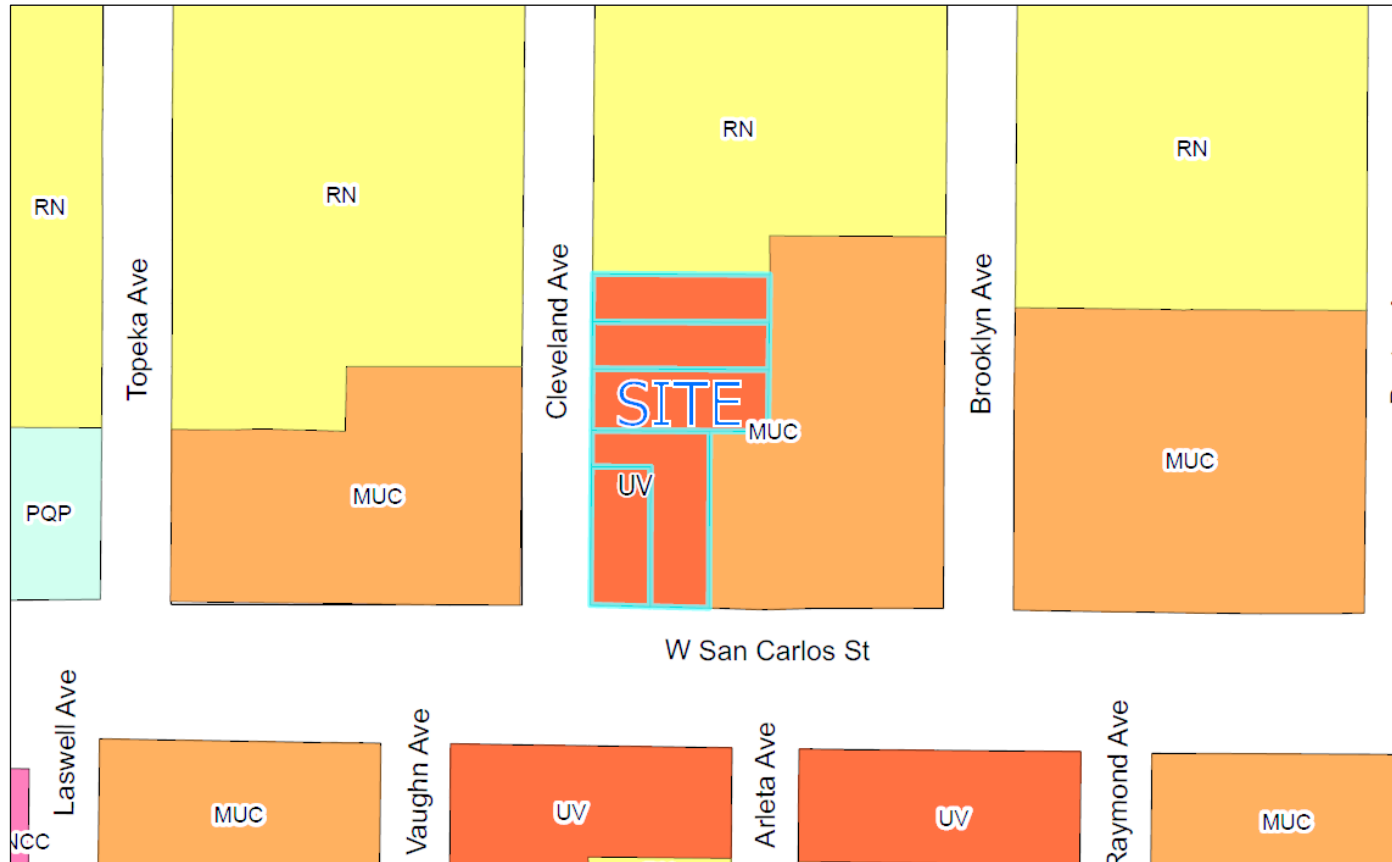 RN
RN
RN
RN
Topeka Ave
Cleveland Ave
Brooklyn Ave
SITE
MUC
MUC
UV
MUC
PQP
W San Carlos St
Laswell Ave
Vaughn Ave
Arleta Ave
Raymond Ave
MUC
UV
UV
MUC
NCC